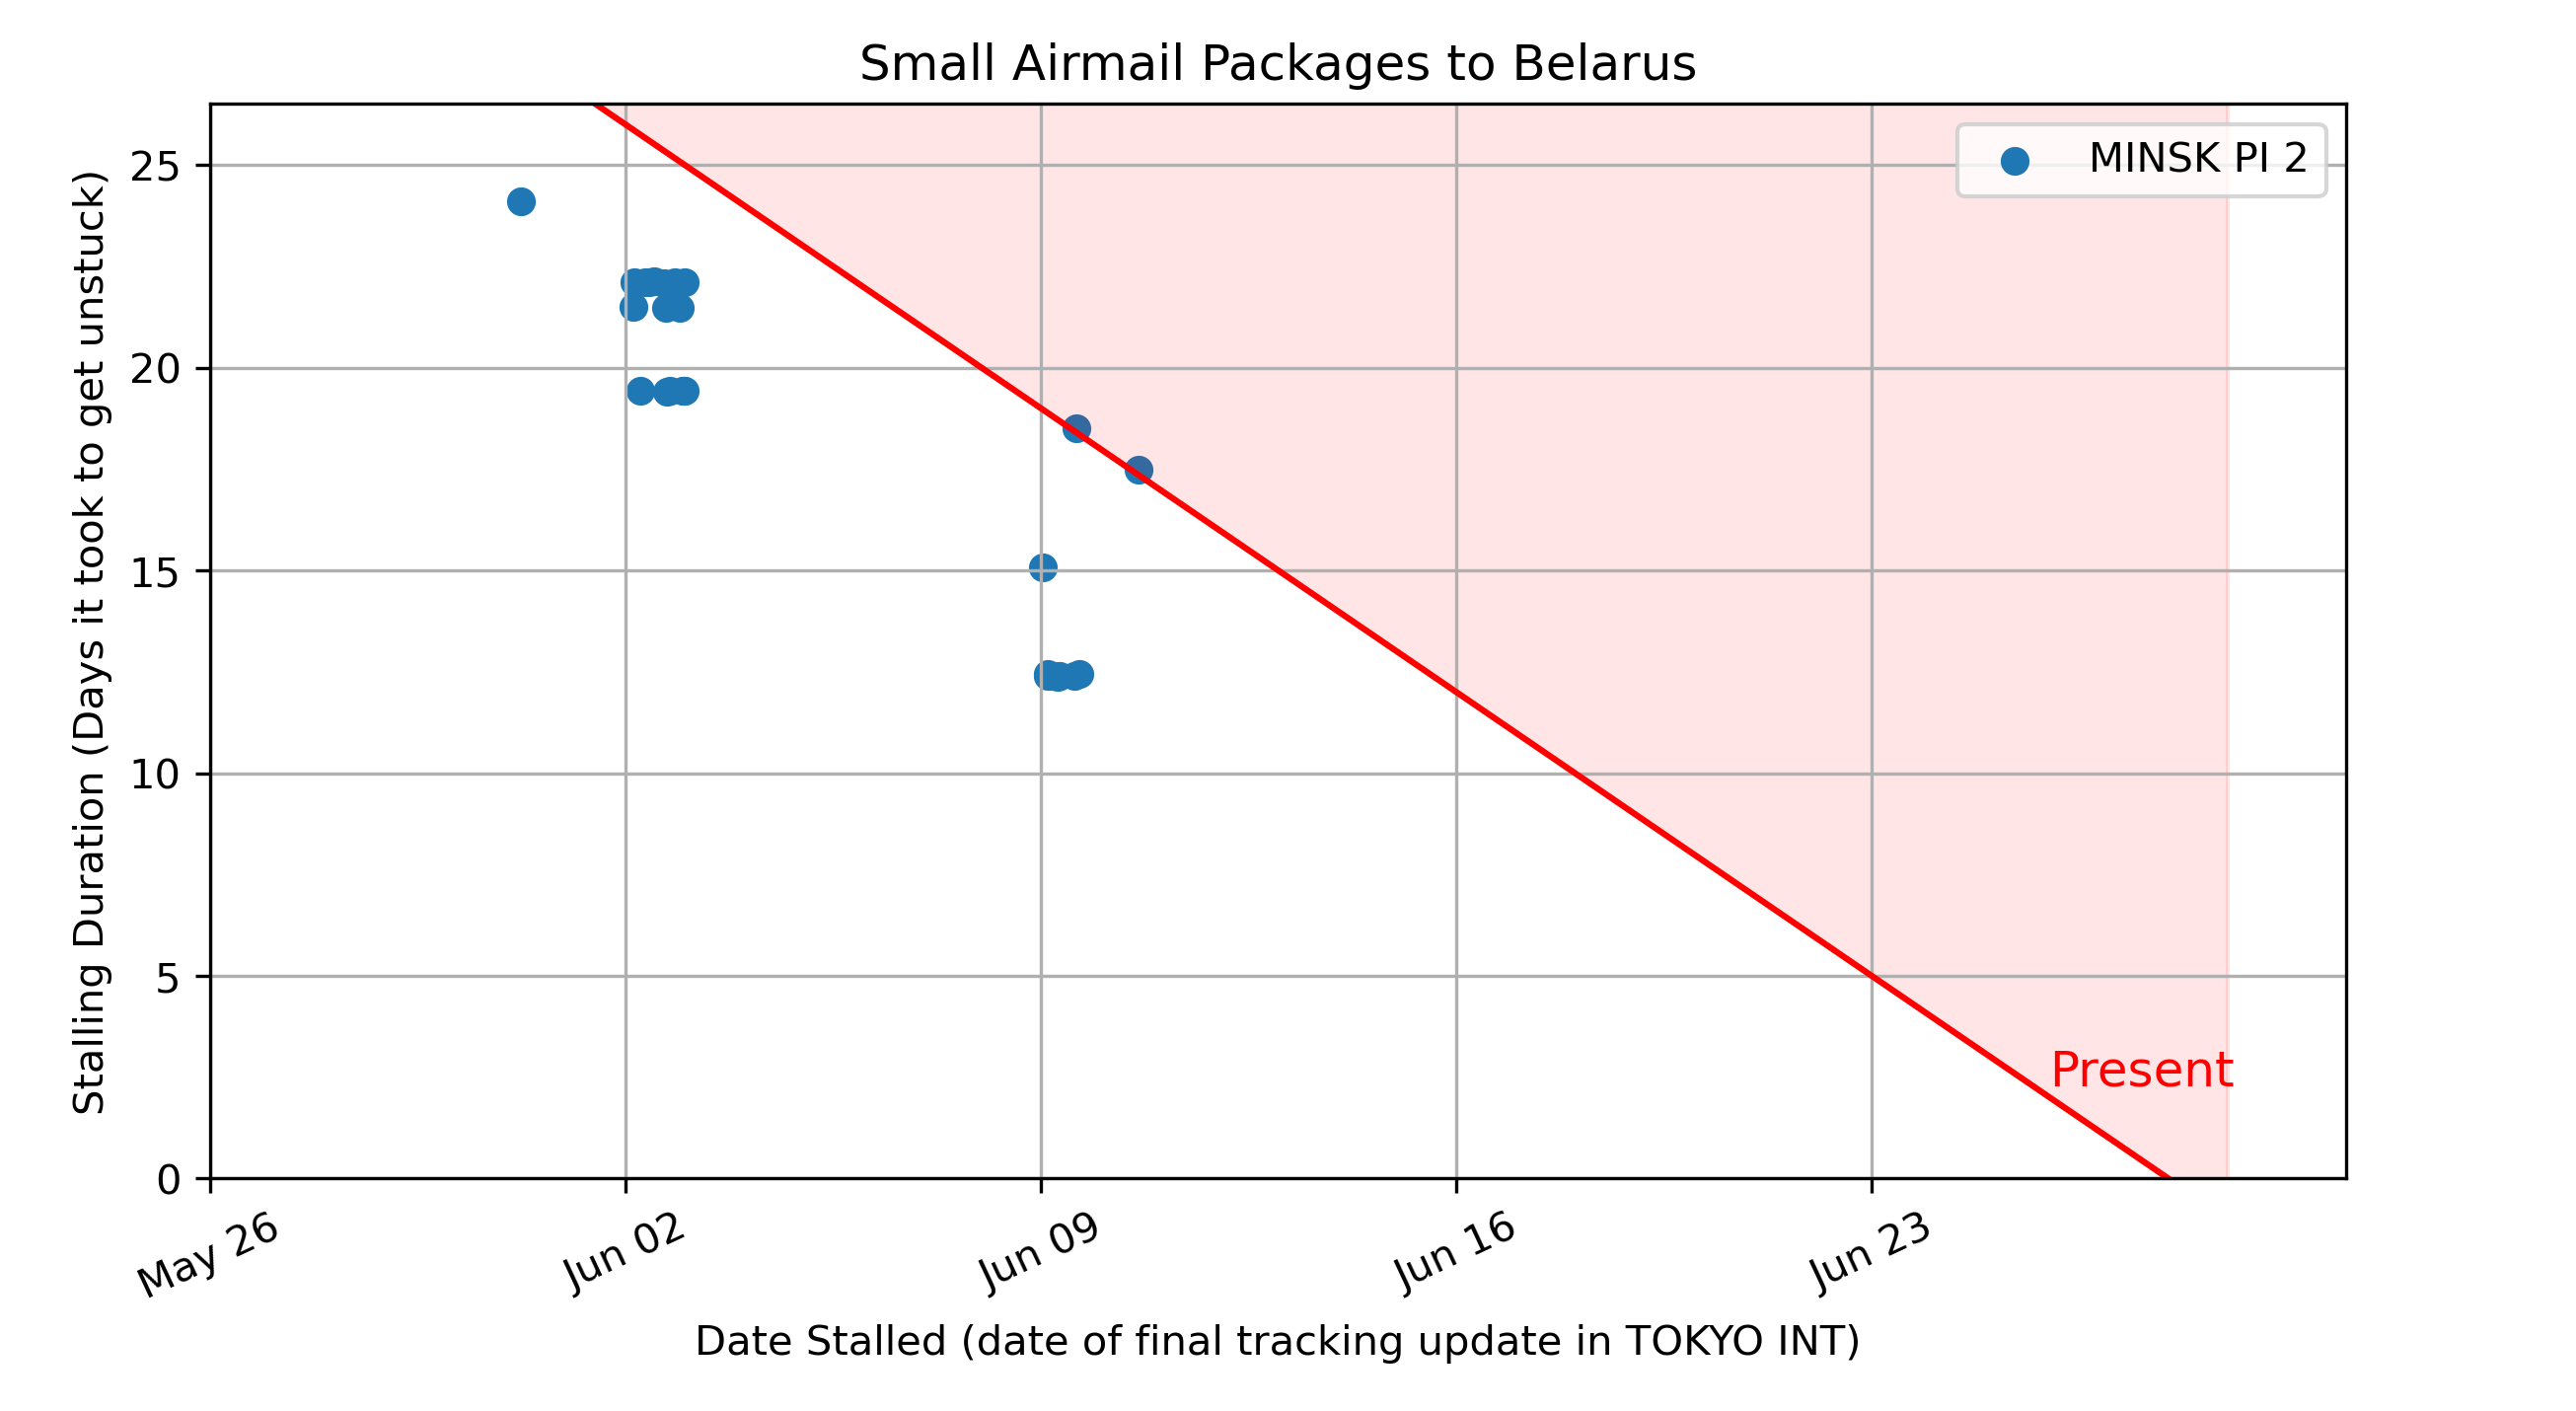 Small Airmail Packages to Belarus
MINSK PI 2
Stalling Duration (Days it took to get unstuck)
25
20
15
10
5
0
Present
May 26
Jun 02
Jun 09
Jun 16
Jun 23
Date Stalled (date of final tracking update in TOKYO INT)